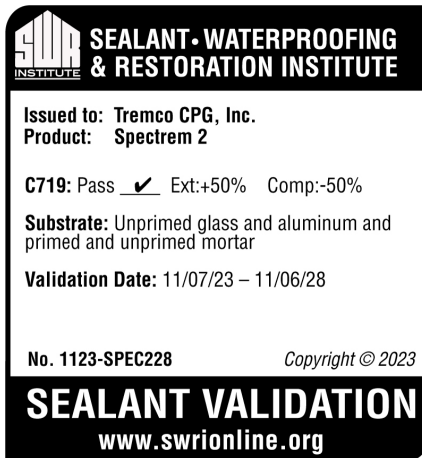 SWR
INSTITUTE
SEALANT • WATERPROOFING
& RESTORATION INSTITUTE
Issued to: Tremco CPG, Inc.
Product: Spectrem 2
C719: Pass ✔ Ext:+50% Comp:-50%
Substrate: Unprimed glass and aluminum and
primed and unprimed mortar
Validation Date: 11/07/23 – 11/06/28
No. 1123-SPEC228 Copyright © 2023
SEALANT VALIDATION
www.swrionline.org